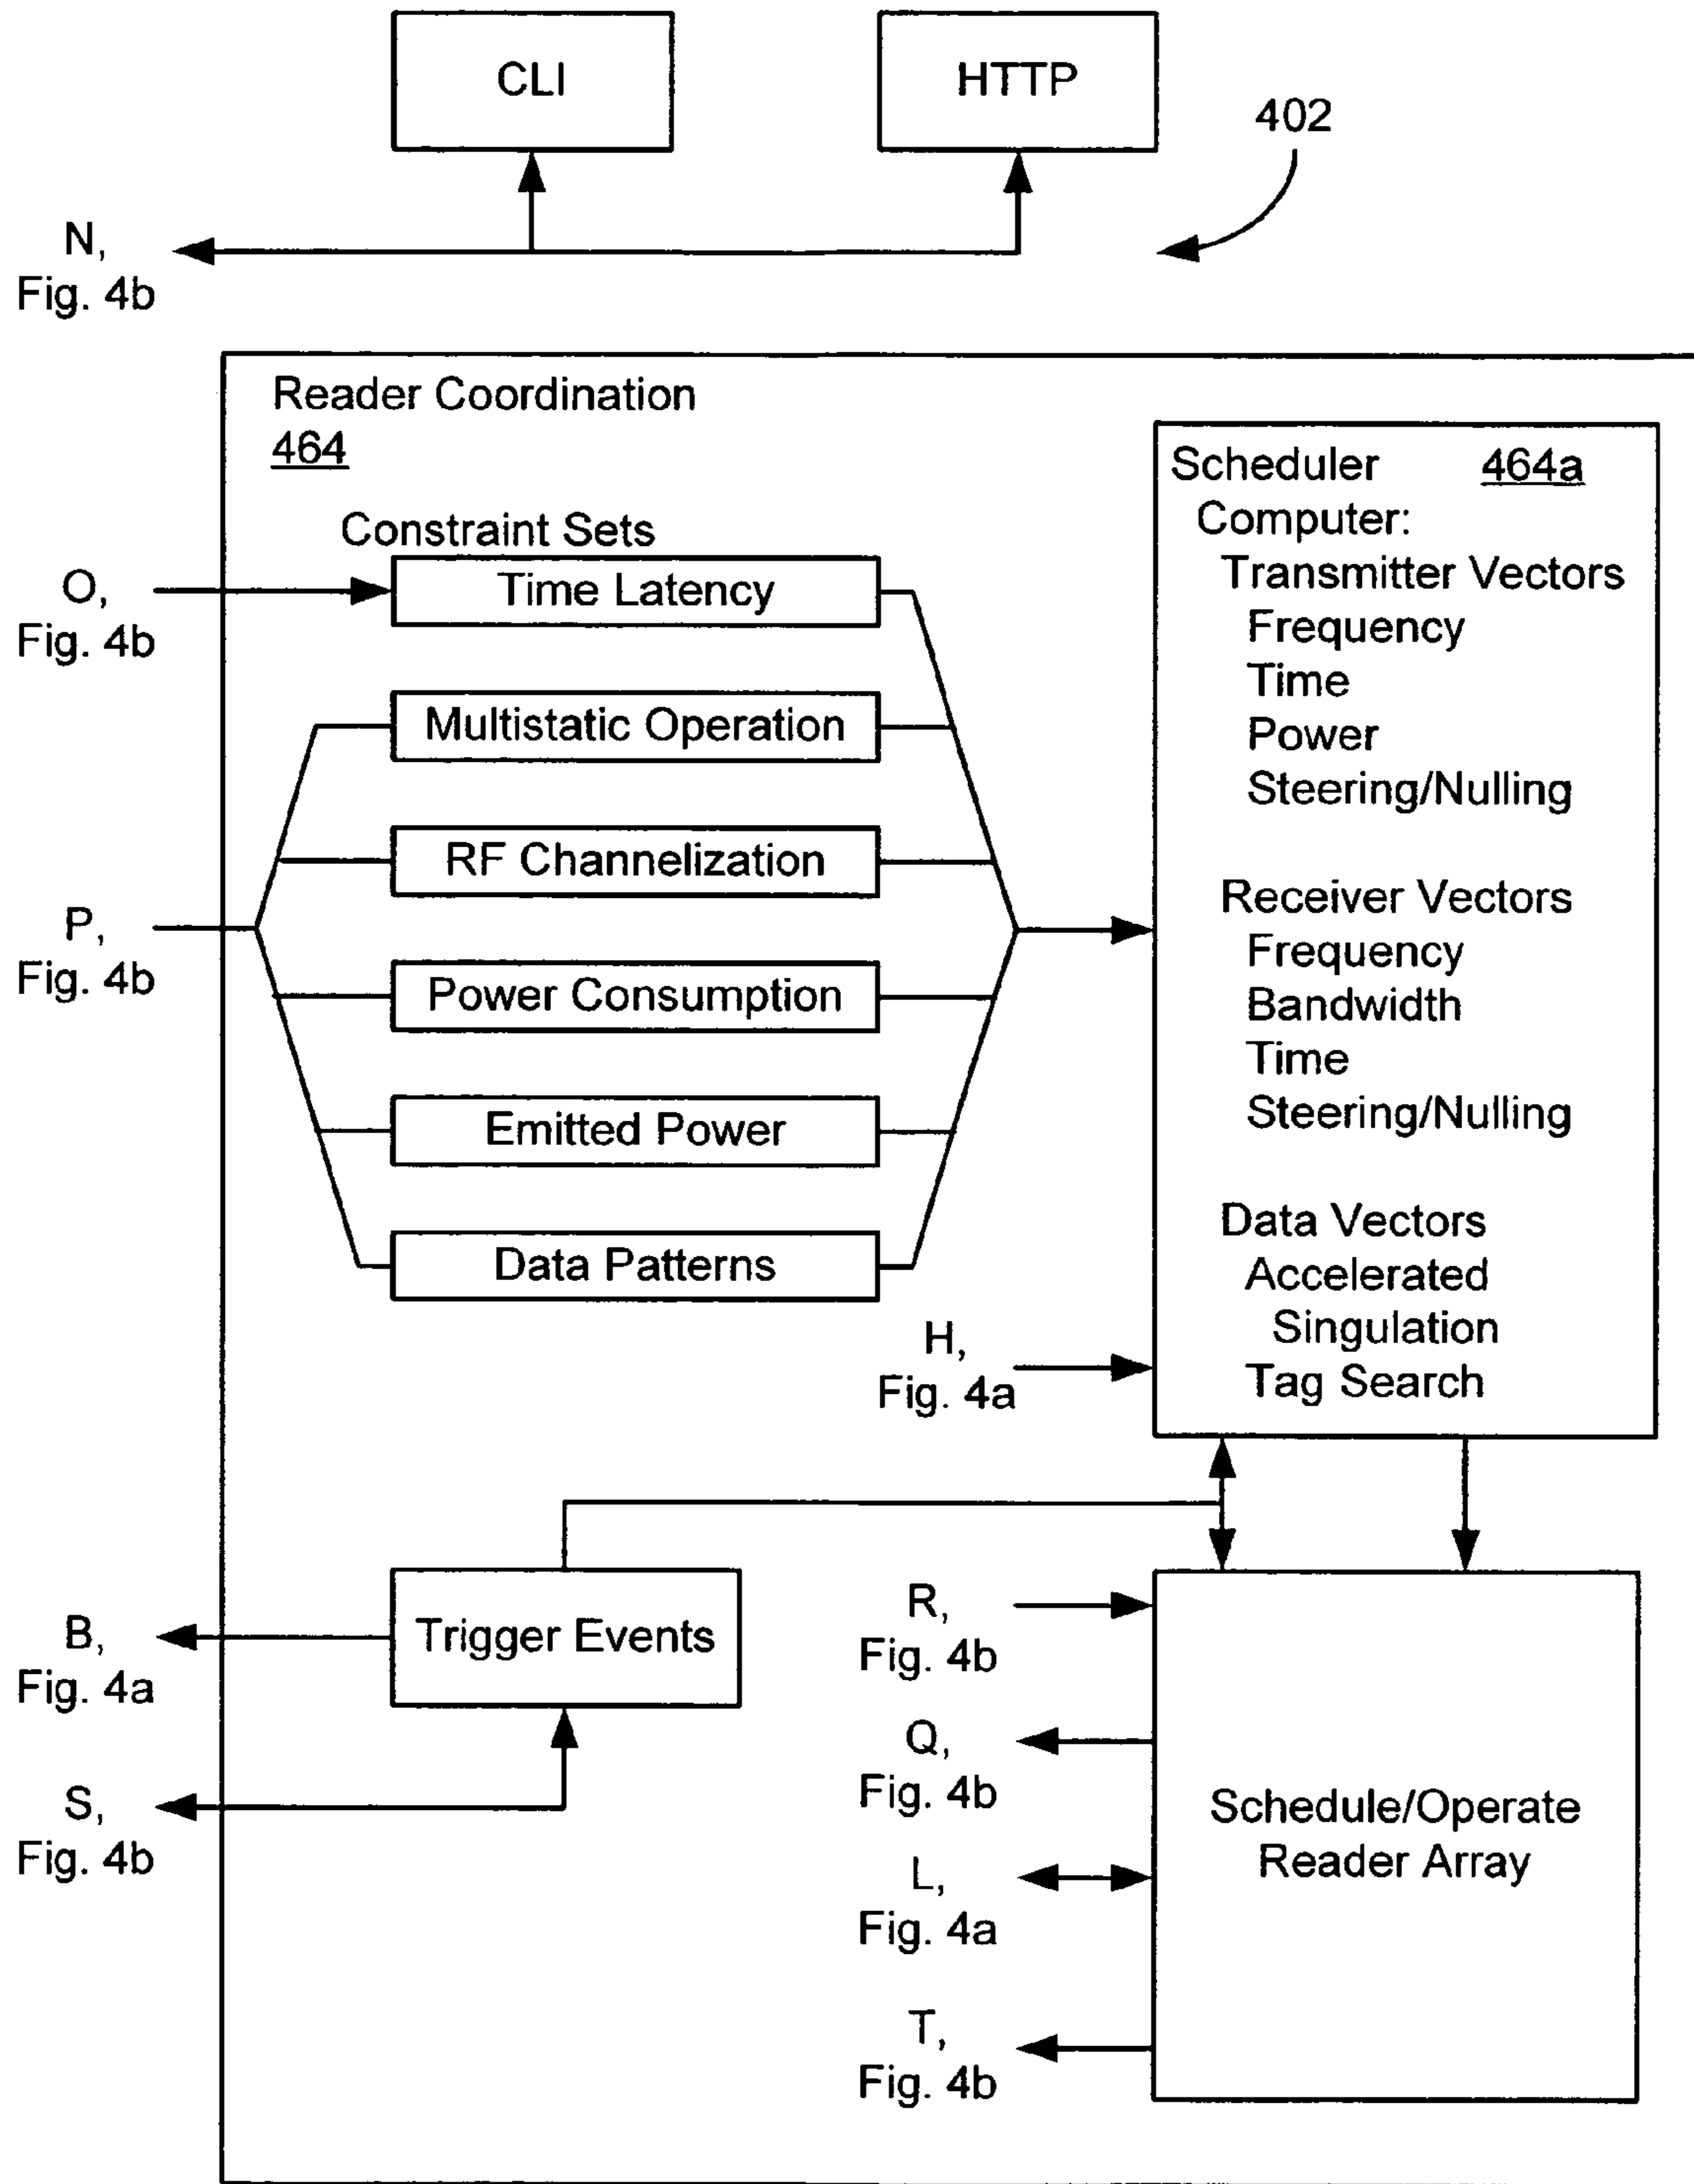 CLI
HTTP
402
N,
Fig. 4b
Reader Coordination
464
Constraint Sets
O,
Fig. 4b
Time Latency
Multistatic Operation
RF Channelization
P,
Fig. 4b
Power Consumption
Emitted Power
Data Patterns
Scheduler 464a
Computer:
Transmitter Vectors
Frequency
Time
Power
Steering/Nulling
Receiver Vectors
Frequency
Bandwidth
Time
Steering/Nulling
Data Vectors
Accelerated
Singulation
Tag Search
H,
Fig. 4a
Trigger Events
B,
Fig. 4a
S,
Fig. 4b
R,
Fig. 4b
Q,
Fig. 4b
L,
Fig. 4a
T,
Fig. 4b
Schedule/Operate
Reader Array